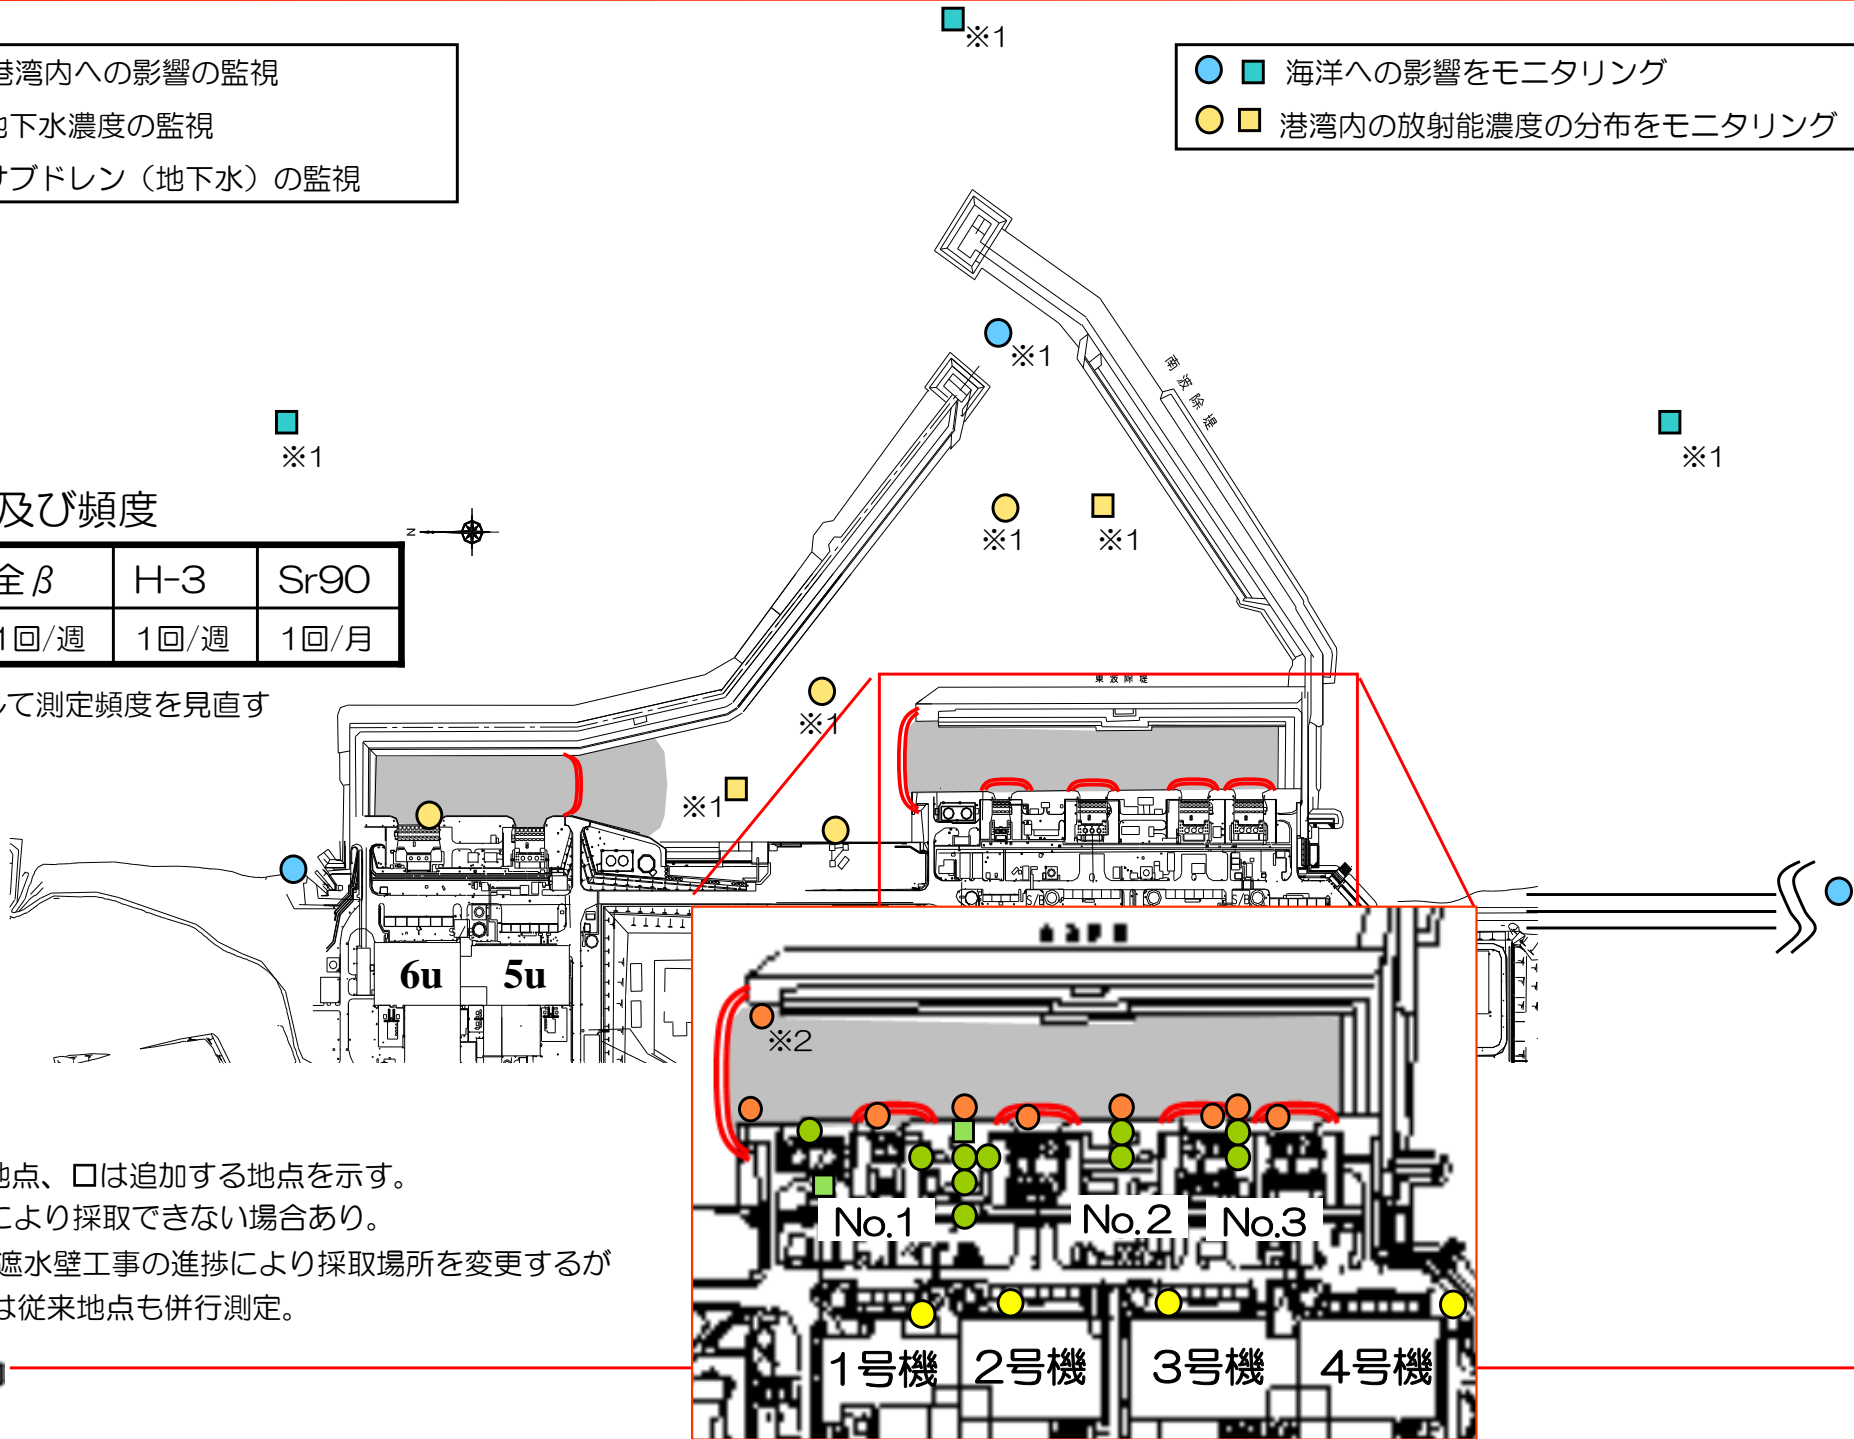 ※1
港湾内への影響の監視
地下水濃度の監視
サブドレン（地下水）の監視
海洋への影響をモニタリング
港湾内の放射能濃度の分布をモニタリング
※1
南波除堤
※1
※1
及び頻度
N
※1
※1
全β H-3 Sr90
1回/週 1回/週 1回/月
して測定頻度を見直す
東波除堤
※1
※1
6u
5u
※2
地点、□は追加する地点を示す。
により採取できない場合あり。
遮水壁工事の進捗により採取場所を変更するが
は従来地点も併行測定。
No.1
No.2
No.3
1号機
2号機
3号機
4号機